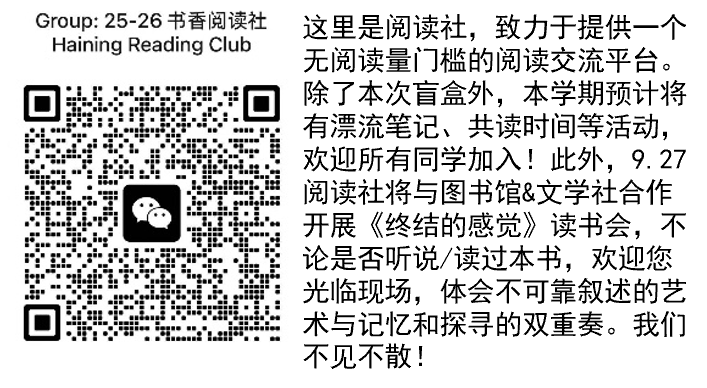 Group: 25-26 书香阅读社
Haining Reading Club
这里是阅读社，致力于提供一个
无阅读量门槛的阅读交流平台。
除了本次盲盒外，本学期预计将
有漂流笔记、共读时间等活动，
欢迎所有同学加入！此外，9.27
阅读社将与图书馆&文学社合作
开展《终结的感觉》读书会，不
论是否听说/读过本书，欢迎您
光临现场，体会不可靠叙述的艺
术与记忆和探寻的双重奏。我们
不见不散！